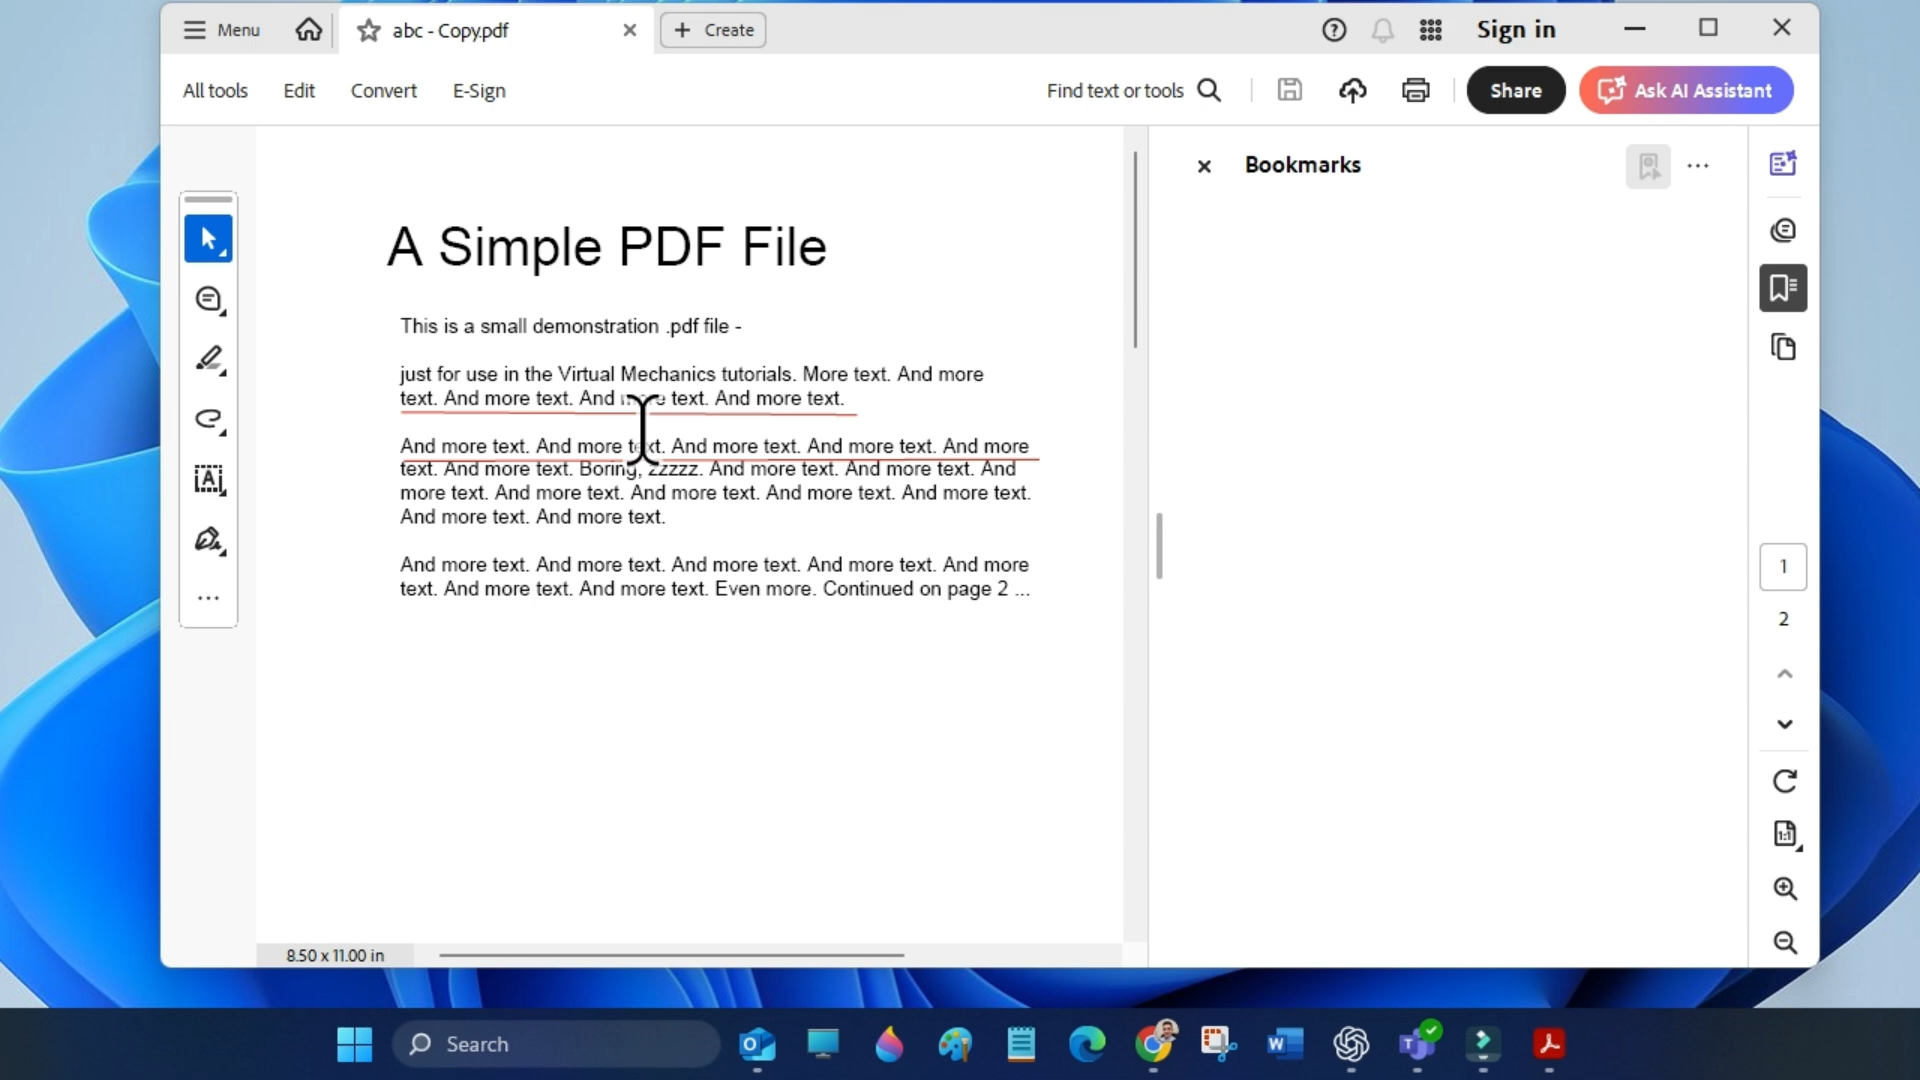 Menu
abc - Copy.pdf
Create
Sign in
All tools
Edit
Convert
E-Sign
Find text or tools
Share
Ask AI Assistant
A Simple PDF File
This is a small demonstration .pdf file -
just for use in the Virtual Mechanics tutorials. More text. And more
text. And more text. And more text. And more text.
And more text. And more text. And more text. And more text. And more
text. And more text. Boring, zzzzz. And more text. And more text. And
more text. And more text. And more text. And more text. And more text.
And more text. And more text.
And more text. And more text. And more text. And more text. And more
text. And more text. And more text. Even more. Continued on page 2 ...
8.50 x 11.00 in
Bookmarks
1
2
1:1
Search